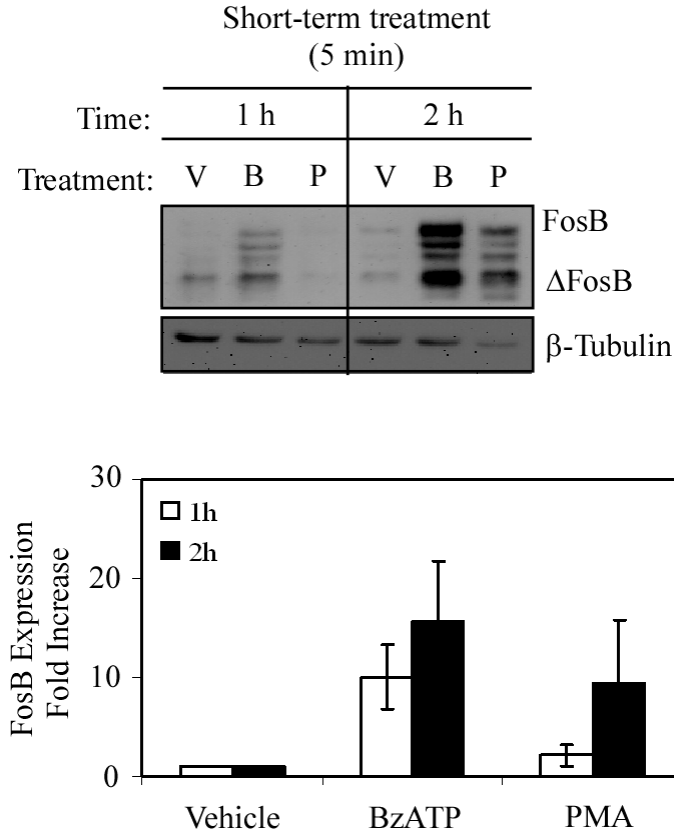 Short-term treatment
(5 min)
Time: 1 h 2 h
Treatment: V B P V B P
FosB
ΔFosB
β-Tubulin
30
1h
2h
20
10
0
FosB Expression
Fold Increase
Vehicle BzATP PMA